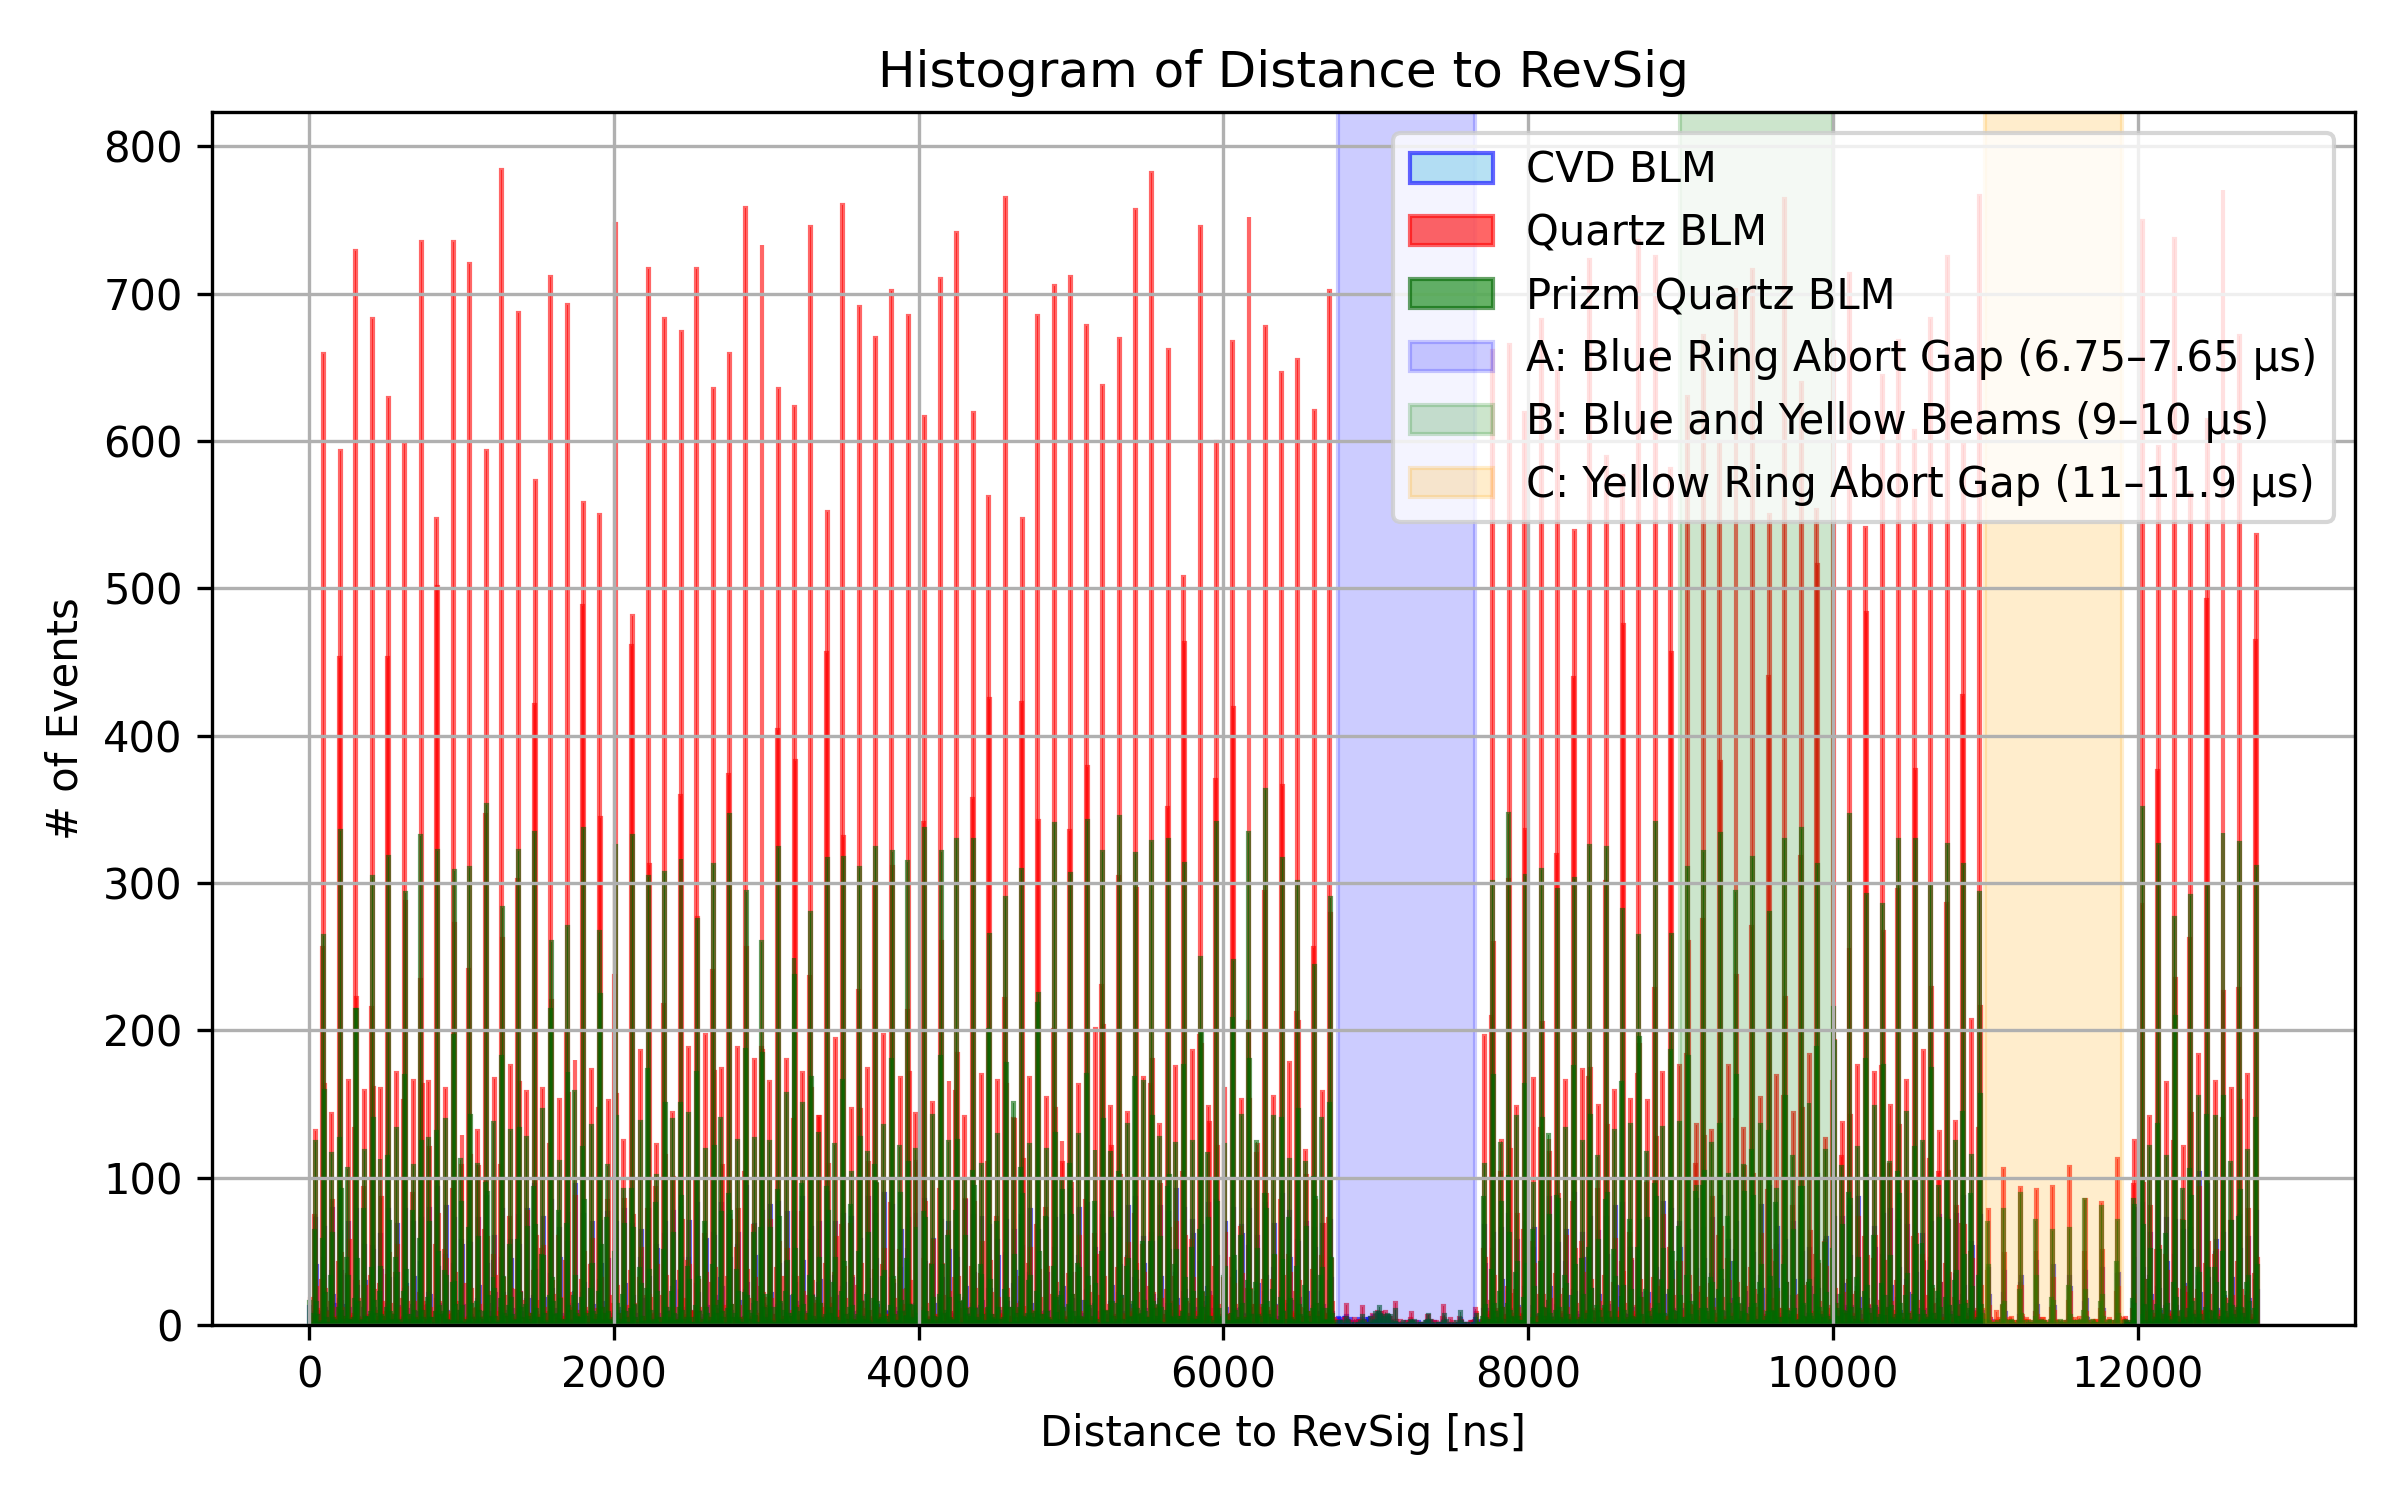 Histogram of Distance to RevSig
800
700
600
500
400
300
200
100
0
# of Events
CVD BLM
Quartz BLM
Prizm Quartz BLM
A: Blue Ring Abort Gap (6.75–7.65 µs)
B: Blue and Yellow Beams (9–10 µs)
C: Yellow Ring Abort Gap (11–11.9 µs)
0 2000 4000 6000 8000 10000 12000
Distance to RevSig [ns]